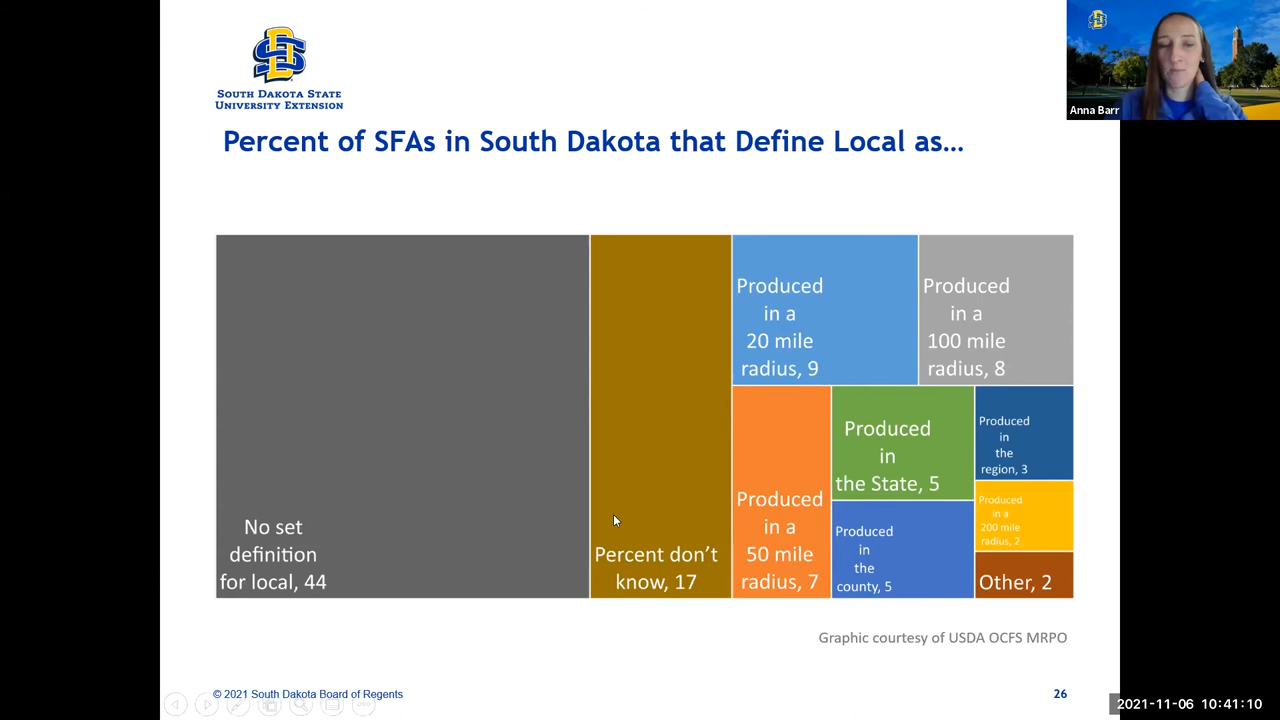 SOUTH DAKOTA STATE
UNIVERSITY EXTENSION
Anna Barr
Percent of SFAs in South Dakota that Define Local as…
No set
definition
for local, 44
Percent don’t
know, 17
Produced
in a
20 mile
radius, 9
Produced
in a
100 mile
radius, 8
Produced
in a
50 mile
radius, 7
Produced
in
the State, 5
Produced
in
the
county, 5
Produced
in
the
region, 3
Produced
in a
200 mile
radius, 2
Other, 2
Graphic courtesy of USDA OCFS MRPO
© 2021 South Dakota Board of Regents
26
2021-11-06 10:41:10